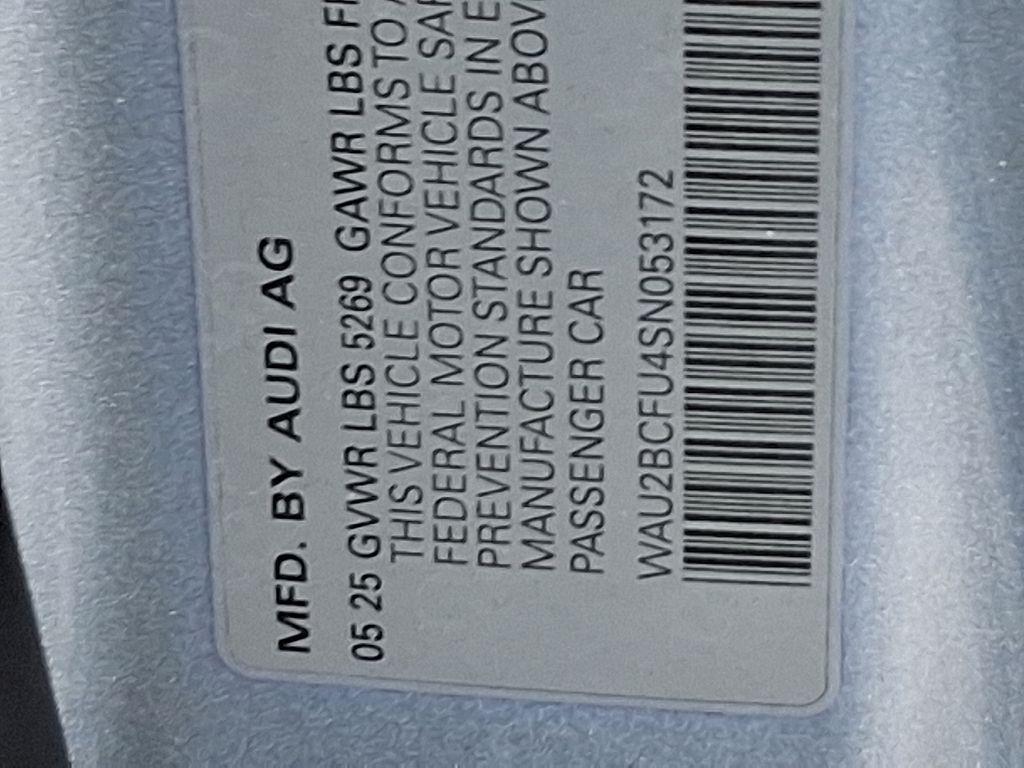 MFD. BY AUDI AG
05 25 GVWR LBS 5269 GAWR LBS
THIS VEHICLE CONFORMS TO
FEDERAL MOTOR VEHICLE
PREVENTION STANDARDS IN
MANUFACTURE SHOWN
PASSENGER CAR
WAU2BCFU4SN053172